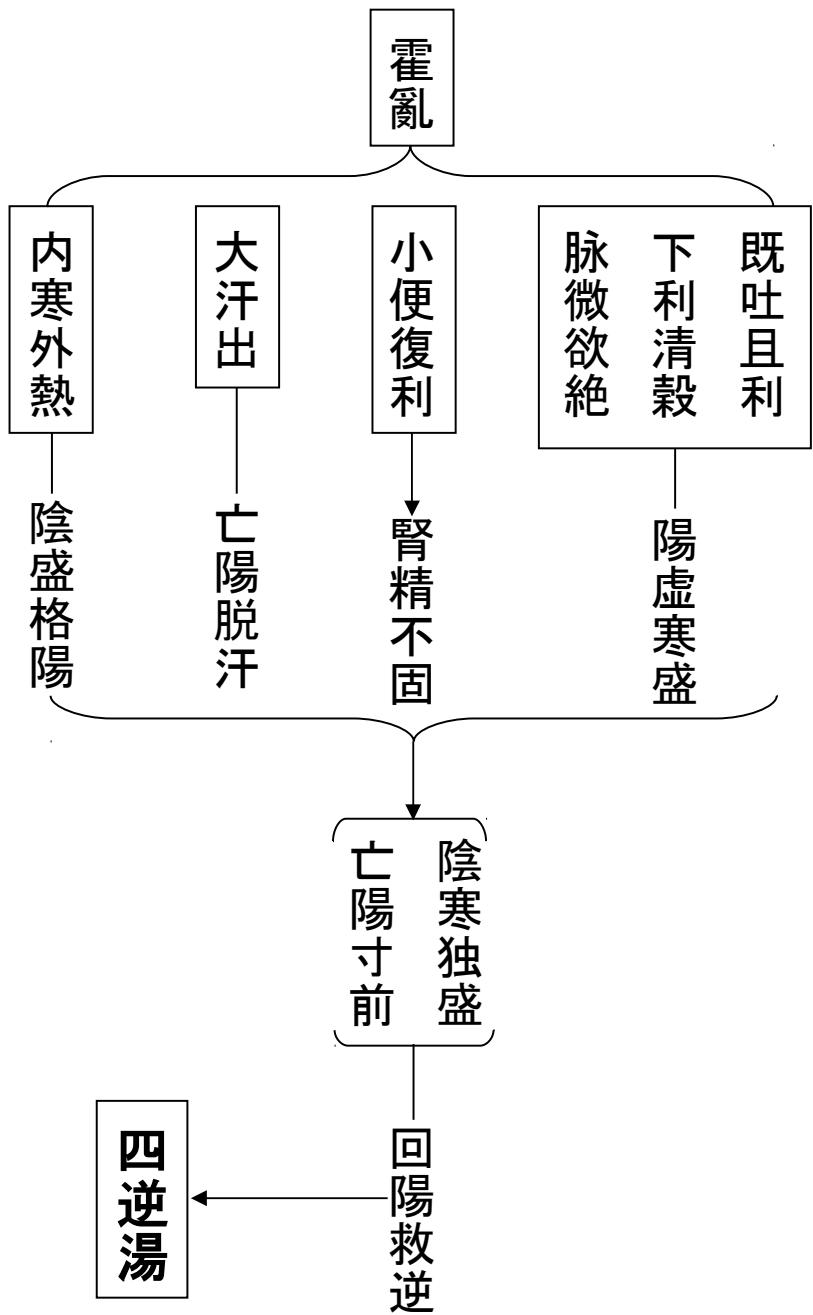 霍亂
既吐且利
下利清穀
脉微欲絶
小便復利
大汗出
内寒外熱
陽虚寒盛
腎精不固
亡陽脱汗
陰盛格陽
陰寒独盛
亡陽寸前
回陽救逆
四逆湯